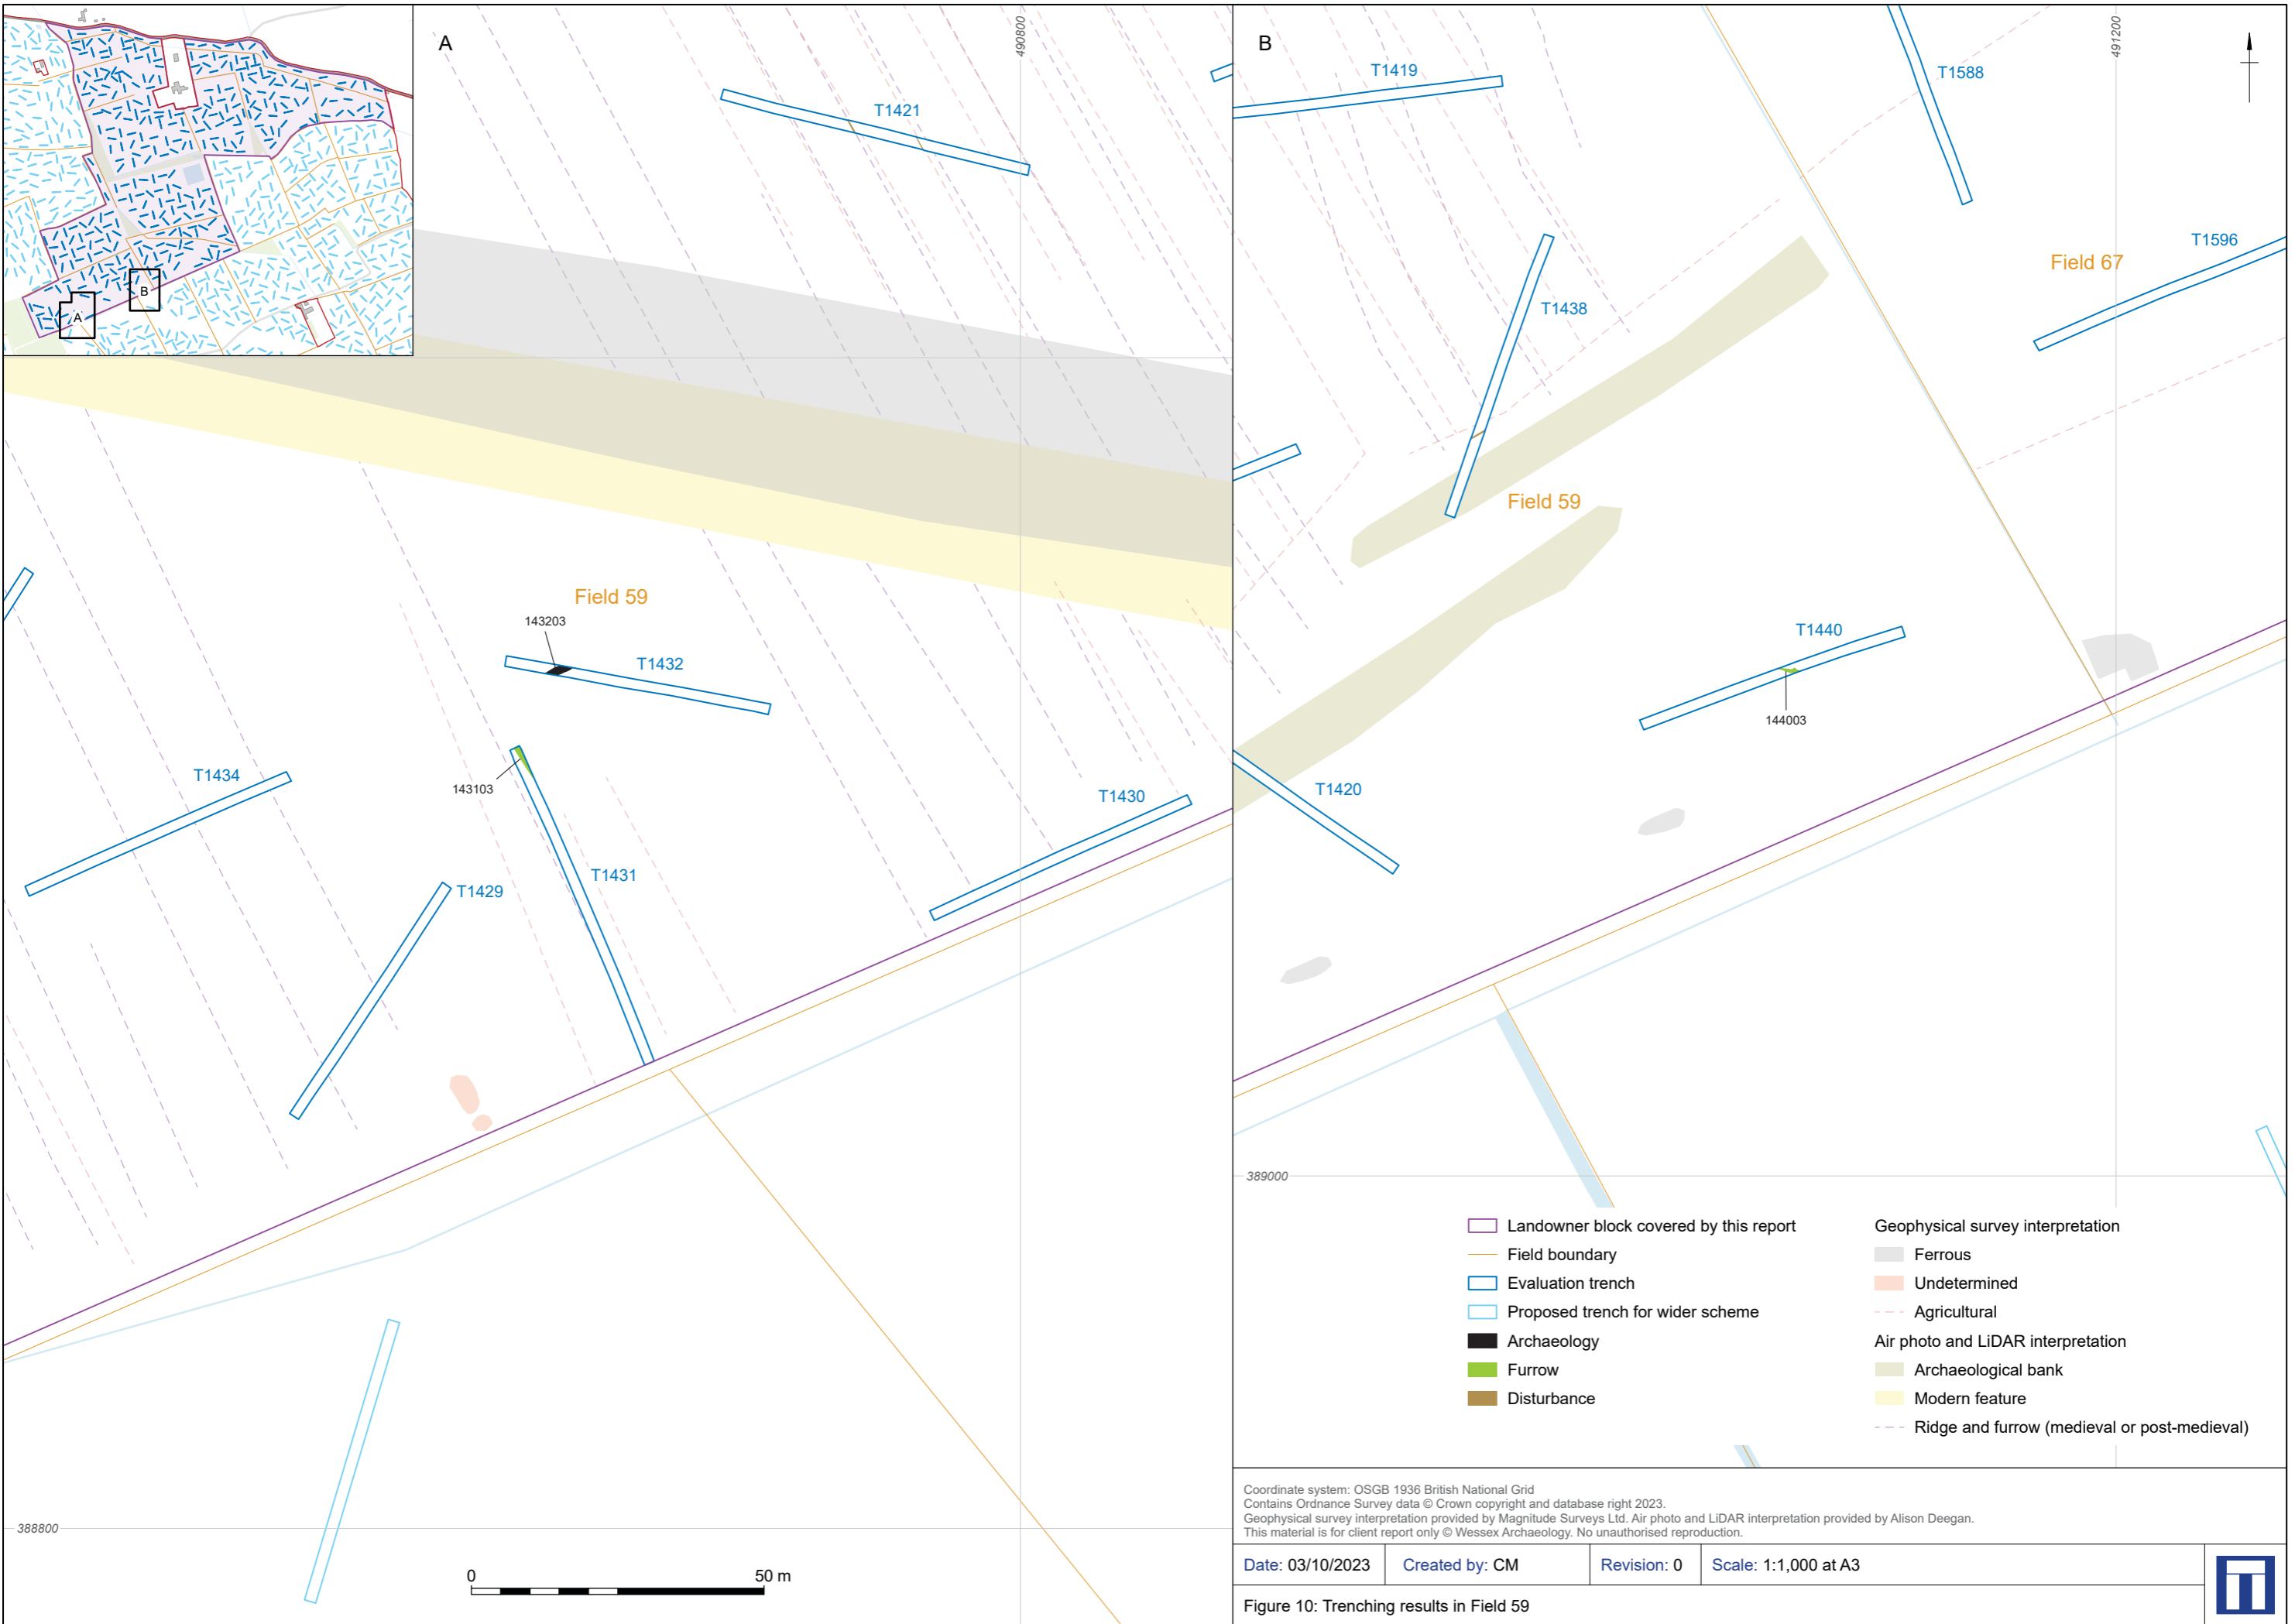 A
490800
T1421
Field 59
143203
T1432
143103
T1434
T1431
T1429
T1430
388800
0 50 m
A
B
B
491200
T1419
T1588
T1596
Field 67
T1438
Field 59
T1440
144003
T1420
389000
Landowner block covered by this report
Field boundary
Evaluation trench
Proposed trench for wider scheme
Archaeology
Furrow
Disturbance
Geophysical survey interpretation
Ferrous
Undetermined
Agricultural
Air photo and LiDAR interpretation
Archaeological bank
Modern feature
Ridge and furrow (medieval or post-medieval)
Coordinate system: OSGB 1936 British National Grid
Contains Ordnance Survey data © Crown copyright and database right 2023.
Geophysical survey interpretation provided by Magnitude Surveys Ltd. Air photo and LiDAR interpretation provided by Alison Deegan.
This material is for client report only © Wessex Archaeology. No unauthorised reproduction.
Date: 03/10/2023 Created by: CM Revision: 0 Scale: 1:1,000 at A3
Figure 10: Trenching results in Field 59